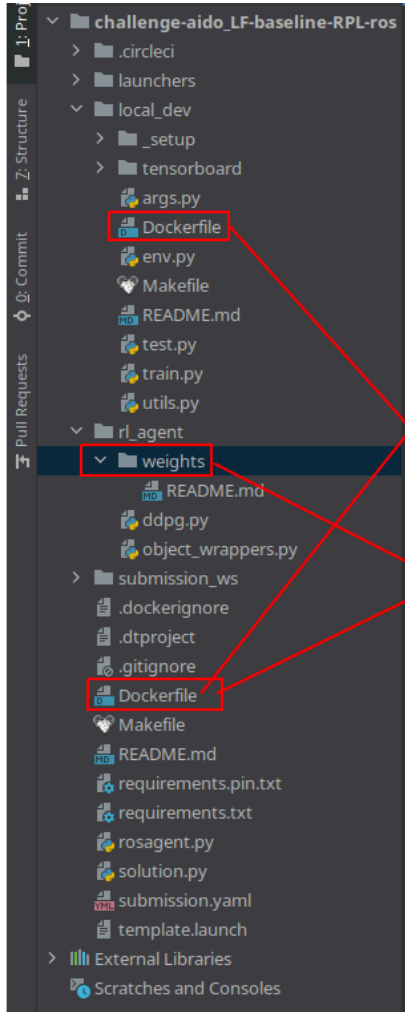 1: Proj
7: Structure
0: Commit
Pull Requests
challenge-aido_LF-baseline-RPL-ros
.circleci
launchers
local_dev
_setup
tensorboard
args.py
Dockerfile
env.py
Makefile
README.md
test.py
train.py
utils.py
rl_agent
weights
README.md
ddpg.py
object_wrappers.py
submission_ws
.dockerignore
.dtproject
.gitignore
Dockerfile
Makefile
README.md
requirements.pin.txt
requirements.txt
rosagent.py
solution.py
submission.yaml
template.launch
External Libraries
Scratches and Consoles